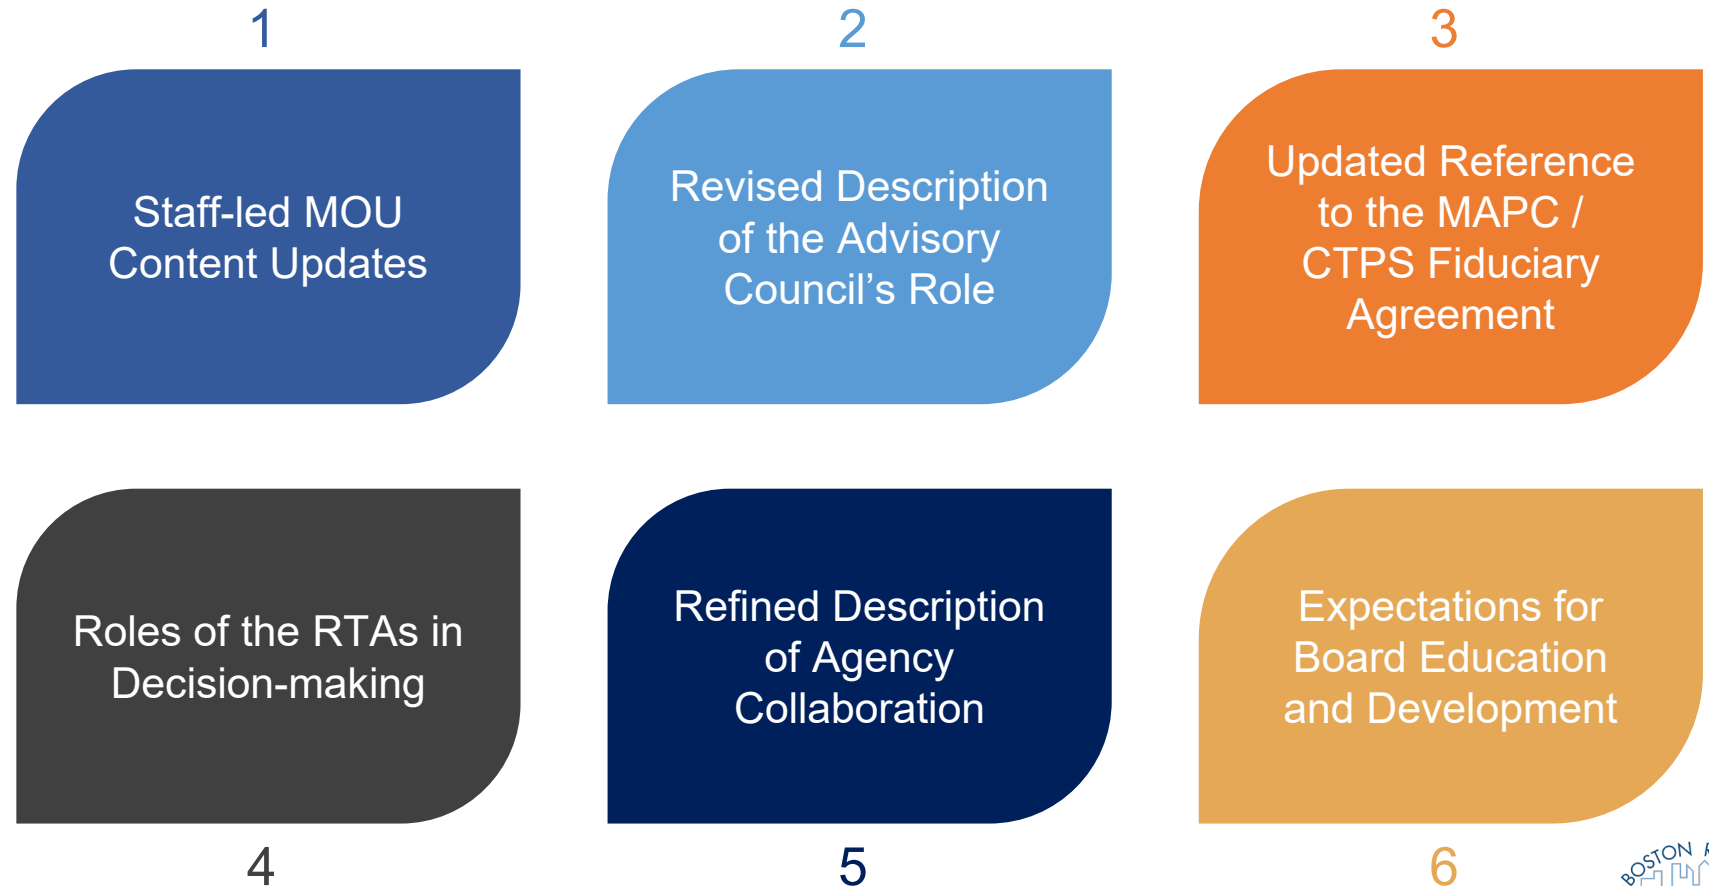 1
2
3
Staff-led MOU
Content Updates
Revised Description
of the Advisory
Council’s Role
Updated Reference
to the MAPC /
CTPS Fiduciary
Agreement
Roles of the RTAs in
Decision-making
Refined Description
of Agency
Collaboration
Expectations for
Board Education
and Development
4
5
6
BOSTON